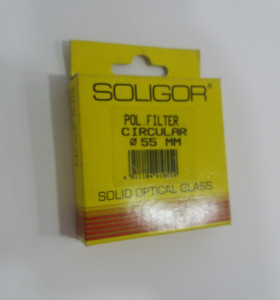 SOLIGOR®
POL.FILTER
CIRCULAR
Ø 55 MM
SOLID OPTICAL GLASS